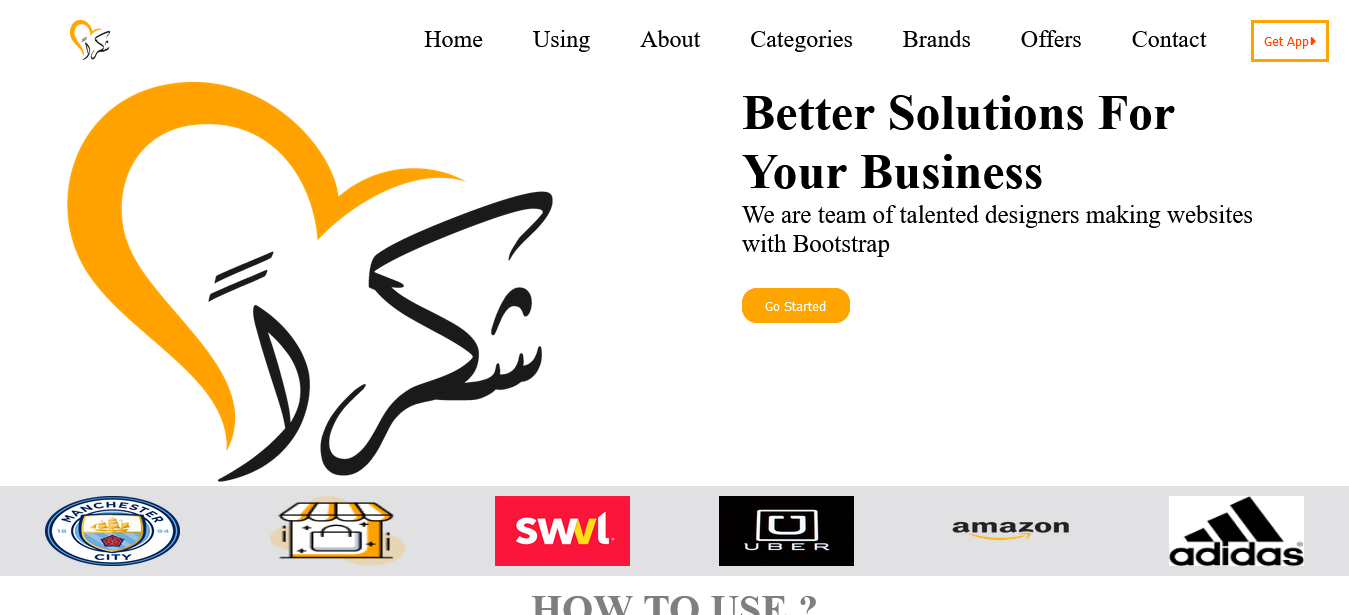 Home Using About Categories Brands Offers Contact Get App
شكراً
Better Solutions For
Your Business
We are team of talented designers making websites
with Bootstrap
Go Started
MANCHESTER
18 94
CITY
swvl
UBER
amazon
adidas
HOW TO USE ?